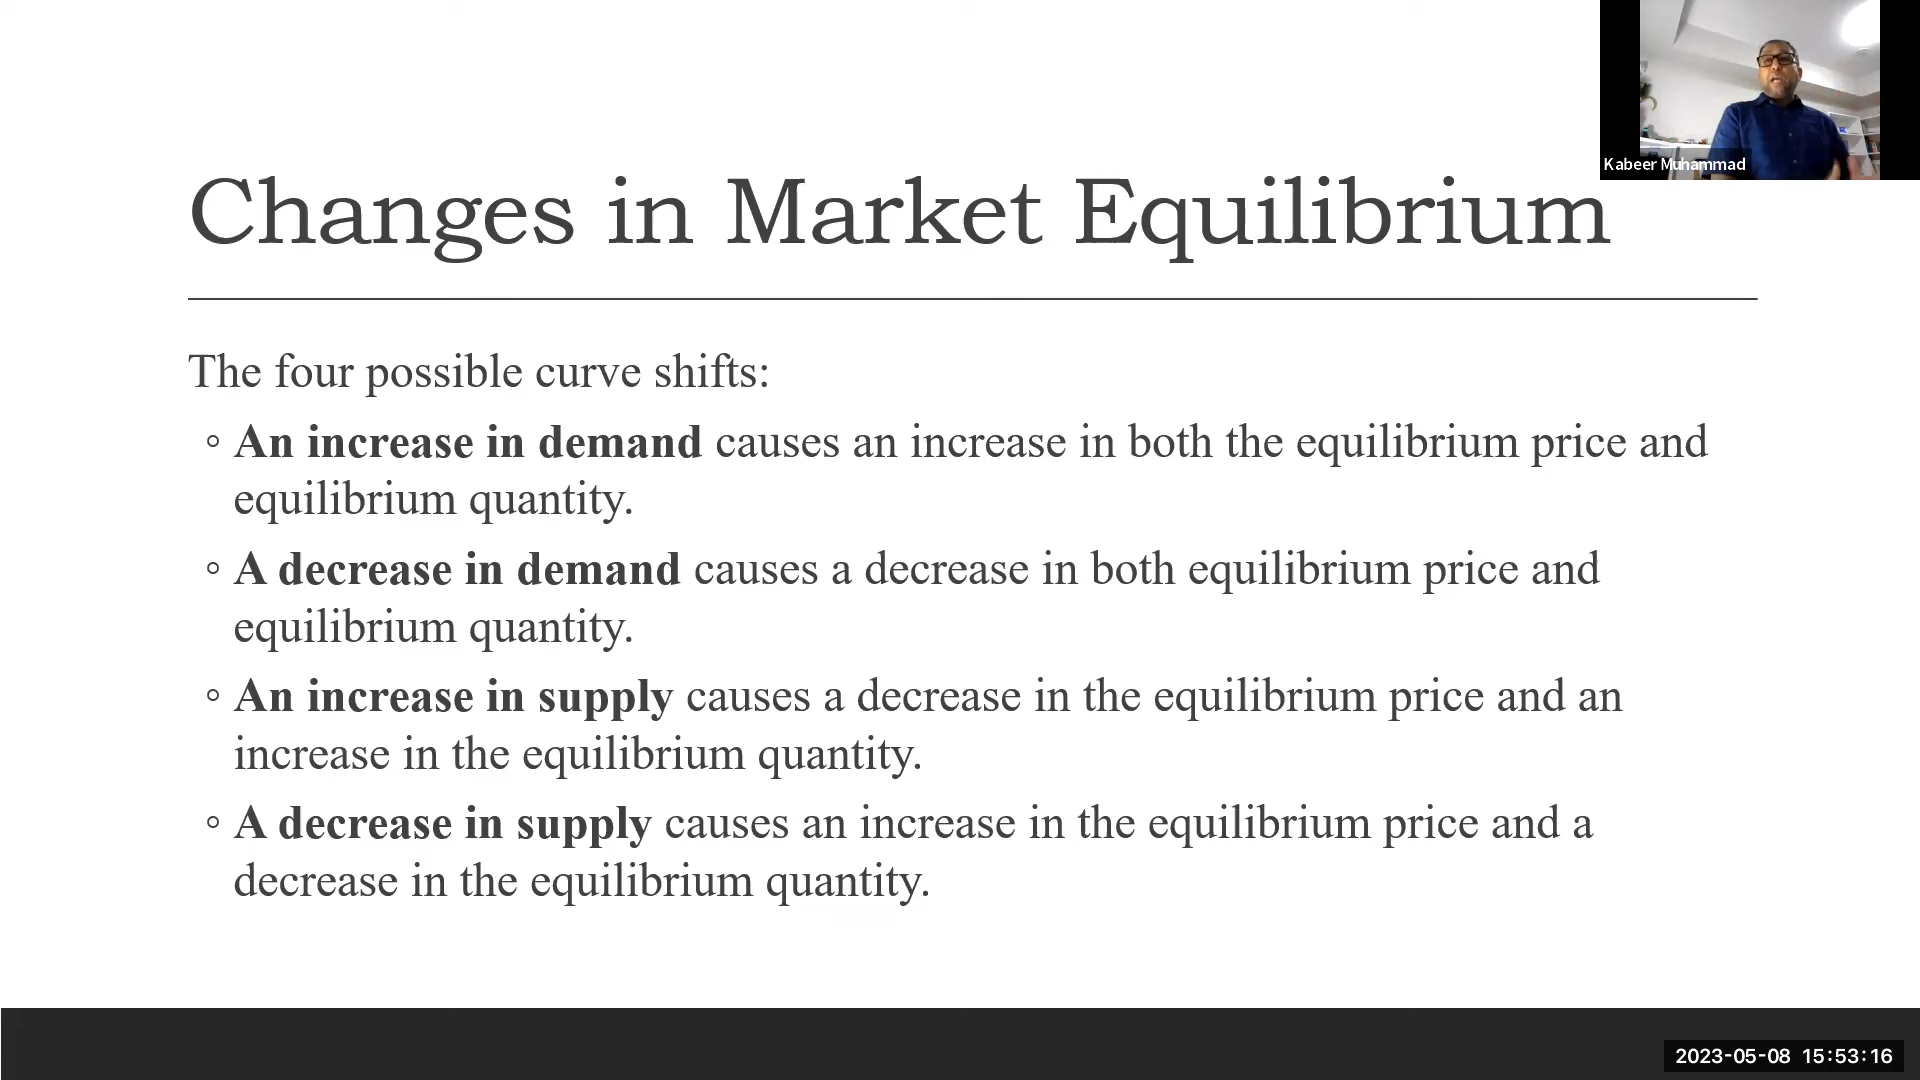 Kabeer Muhammad
Changes in Market Equilibrium
The four possible curve shifts:
◦ An increase in demand causes an increase in both the equilibrium price and
equilibrium quantity.
◦ A decrease in demand causes a decrease in both equilibrium price and
equilibrium quantity.
◦ An increase in supply causes a decrease in the equilibrium price and an
increase in the equilibrium quantity.
◦ A decrease in supply causes an increase in the equilibrium price and a
decrease in the equilibrium quantity.
2023-05-08 15:53:16